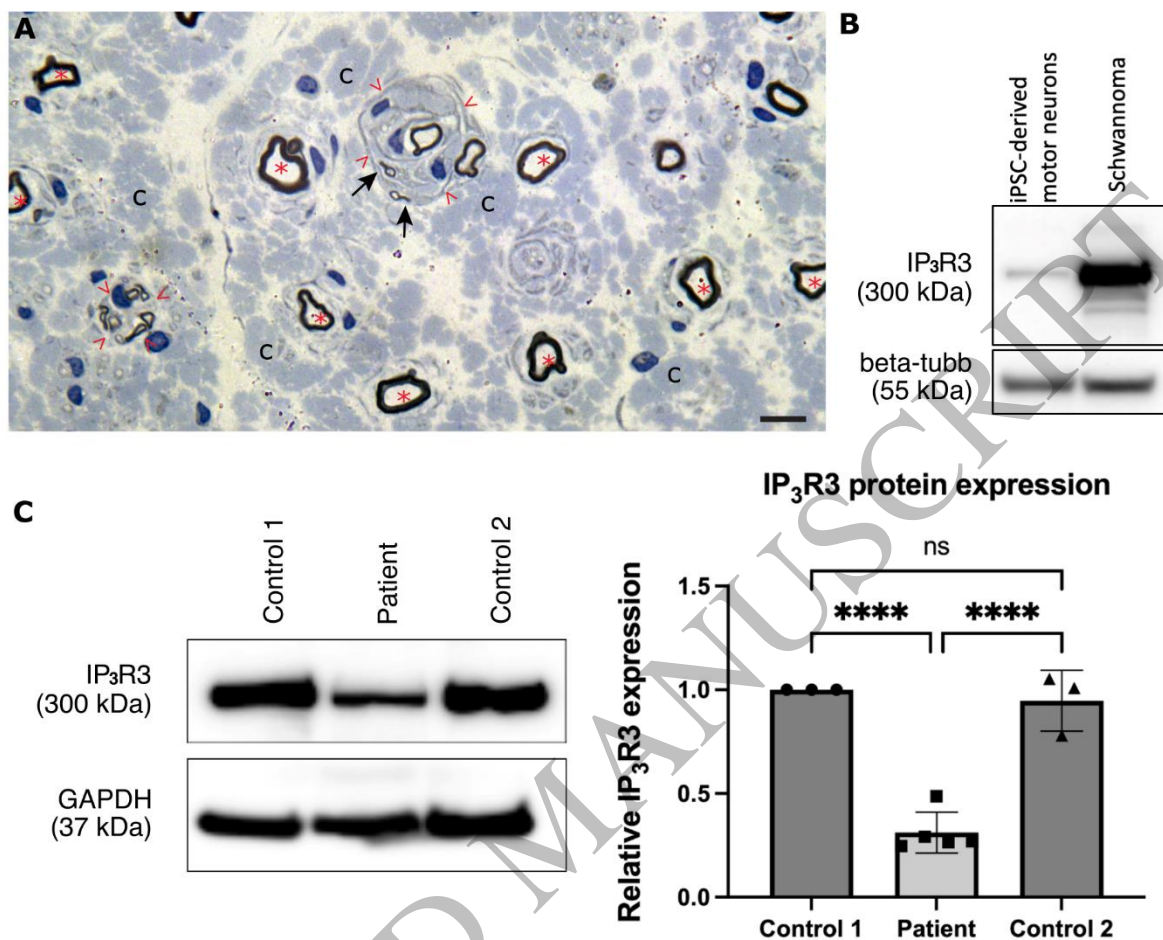 A
C
C
C
C
C
B
iPSC-derived
motor neurons
Schwannoma
IP₃R3
(300 kDa)
beta-tubb
(55 kDa)
C
Control 1
Patient
Control 2
IP₃R3
(300 kDa)
GAPDH
(37 kDa)
IP₃R3 protein expression
Relative IP₃R3 expression
ns
**** ****
1.5
1.0
0.5
0.0
Control 1 Patient Control 2
D MANUSCRIPT